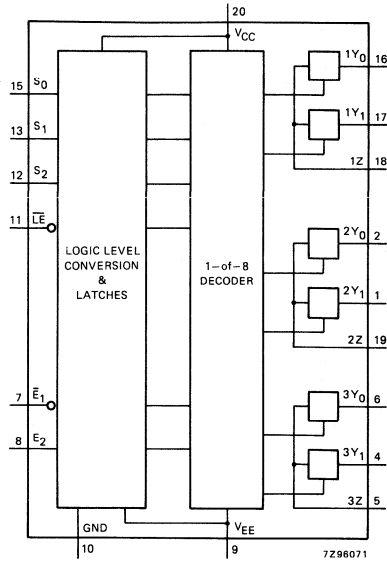 20
VCC
15 S0
13 S1
12 S2
11 LE
7 E1
8 E2
LOGIC LEVEL
CONVERSION
&
LATCHES
1-of-8
DECODER
1Y0 16
1Y1 17
1Z 18
2Y0 2
2Y1 1
2Z 19
3Y0 6
3Y1 4
3Z 5
GND
10
VEE
9
7Z96071